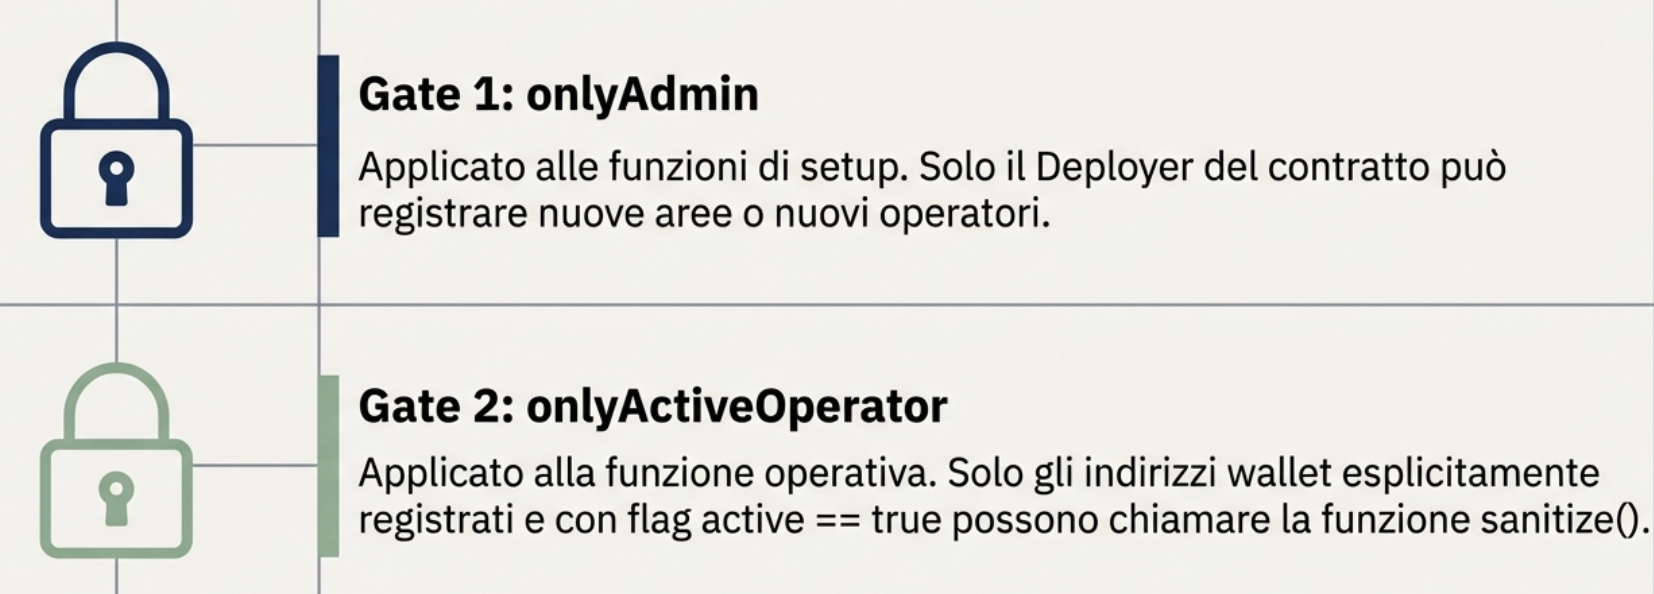 Gate 1: onlyAdmin
Applicato alle funzioni di setup. Solo il Deployer del contratto può
registrare nuove aree o nuovi operatori.
Gate 2: onlyActiveOperator
Applicato alla funzione operativa. Solo gli indirizzi wallet esplicitamente
registrati e con flag active == true possono chiamare la funzione sanitize().